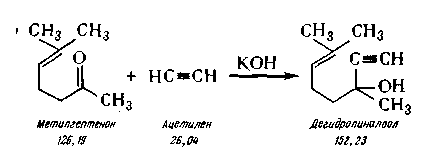 CH₃ CH₃
O
CH₃
+
HC≡CH
KOH
CH₃ CH₃
C≡CH
OH
CH₃
Метилгептенон
126,19
Ацетилен
26,04
Дегидролиналоол
152,23